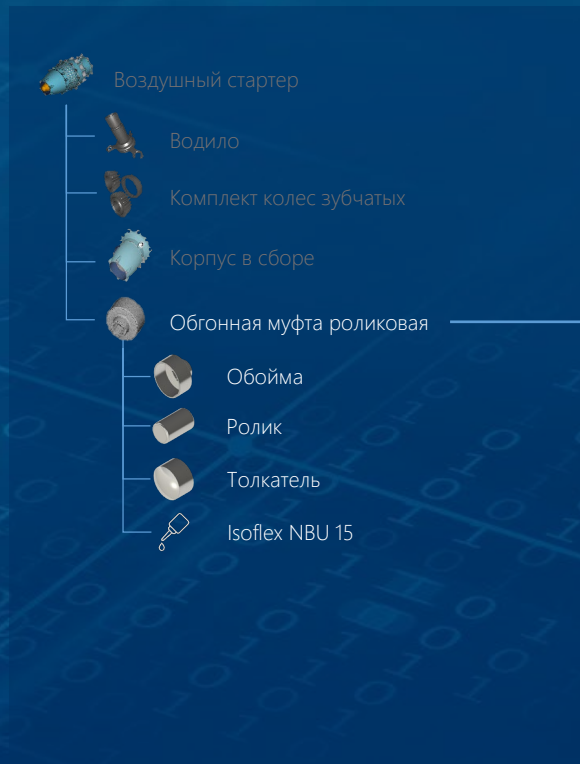 Воздушный стартер
Водило
Комплект колес зубчатых
Корпус в сборе
Обгонная муфта роликовая
Обойма
Ролик
Толкатель
Isoflex NBU 15